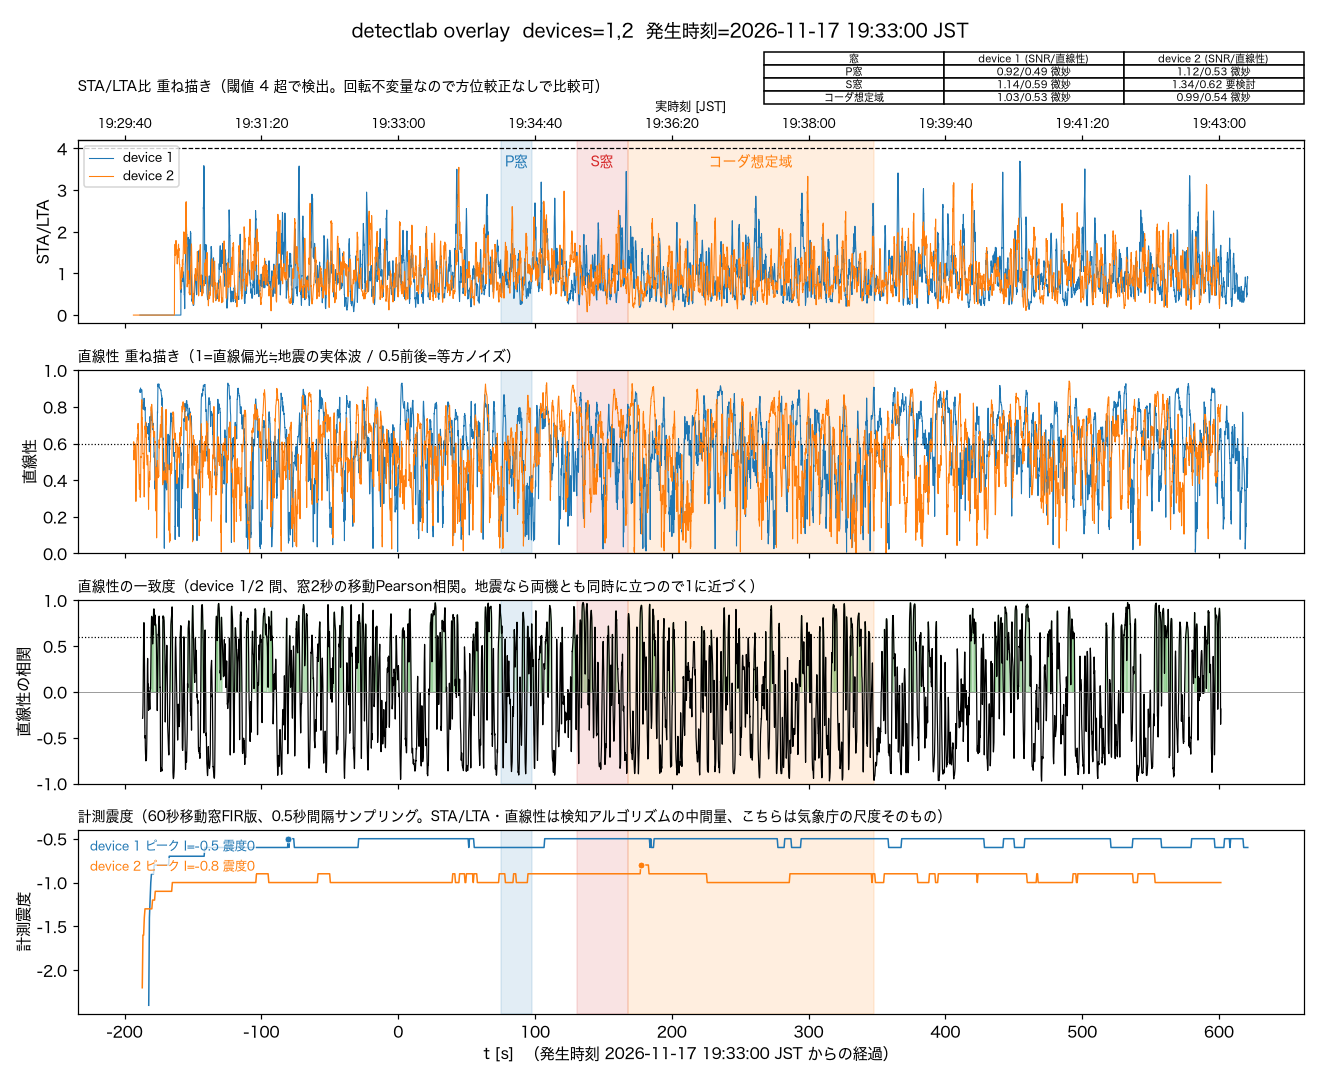 detectlab overlay  devices=1,2  発生時刻=2026-11-17 19:33:00 JST
窓 device 1 (SNR/直線性) device 2 (SNR/直線性)
P窓 0.92/0.49 微妙 1.12/0.53 微妙
S窓 1.14/0.59 微妙 1.34/0.62 要検討
コーダ想定域 1.03/0.53 微妙 0.99/0.54 微妙
STA/LTA比 重ね描き（閾値 4 超で検出。回転不変量なので方位較正なしで比較可）
実時刻 [JST]
19:29:40 19:31:20 19:33:00 19:34:40 19:36:20 19:38:00 19:39:40 19:41:20 19:43:00
device 1
device 2
P窓 S窓 コーダ想定域
STA/LTA
4
3
2
1
0
直線性 重ね描き（1=直線偏光≒地震の実体波 / 0.5前後=等方ノイズ）
直線性
1.0
0.8
0.6
0.4
0.2
0.0
直線性の一致度（device 1/2 間、窓2秒の移動Pearson相関。地震なら両機とも同時に立つので1に近づく）
直線性の相関
1.0
0.5
0.0
-0.5
-1.0
計測震度（60秒移動窓FIR版、0.5秒間隔サンプリング。STA/LTA・直線性は検知アルゴリズムの中間量、こちらは気象庁の尺度そのもの）
device 1 ピーク I=-0.5 震度0
device 2 ピーク I=-0.8 震度0
計測震度
-0.5
-1.0
-1.5
-2.0
-200 -100 0 100 200 300 400 500 600
t [s]  （発生時刻 2026-11-17 19:33:00 JST からの経過）